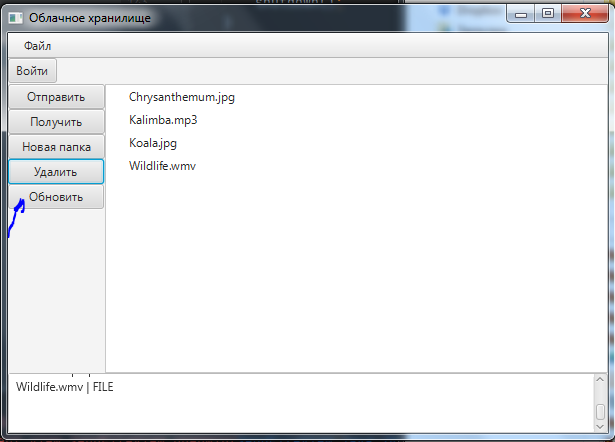 Облачное хранилище
Файл
Войти
Отправить
Получить
Новая папка
Удалить
Обновить
Chrysanthemum.jpg
Kalimba.mp3
Koala.jpg
Wildlife.wmv
Wildlife.wmv | FILE